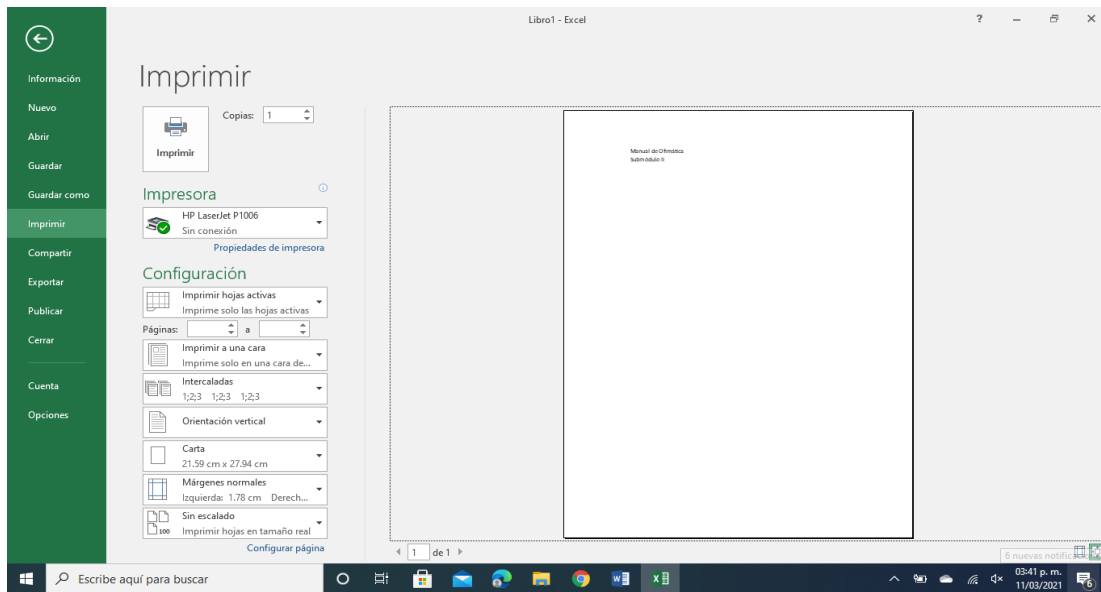 Libro1 - Excel
?
Información
Nuevo
Abrir
Guardar
Guardar como
Imprimir
Compartir
Exportar
Publicar
Cerrar
Cuenta
Opciones
Imprimir
Imprimir
Copias: 1
Impresora
HP LaserJet P1006
Sin conexión
Propiedades de impresora
Configuración
Imprimir hojas activas
Imprime solo las hojas activas
Páginas: a
Imprimir a una cara
Imprime solo en una cara de...
Intercaladas
1;2;3 1;2;3 1;2;3
Orientación vertical
Carta
21.59 cm x 27.94 cm
Márgenes normales
Izquierda: 1.78 cm Derech...
Sin escalado
100
Imprimir hojas en tamaño real
Configurar página
Manual de Ofimática
Submódulo II
1 de 1
6 nuevas notific
Escribe aquí para buscar
03:41 p. m.
11/03/2021
6